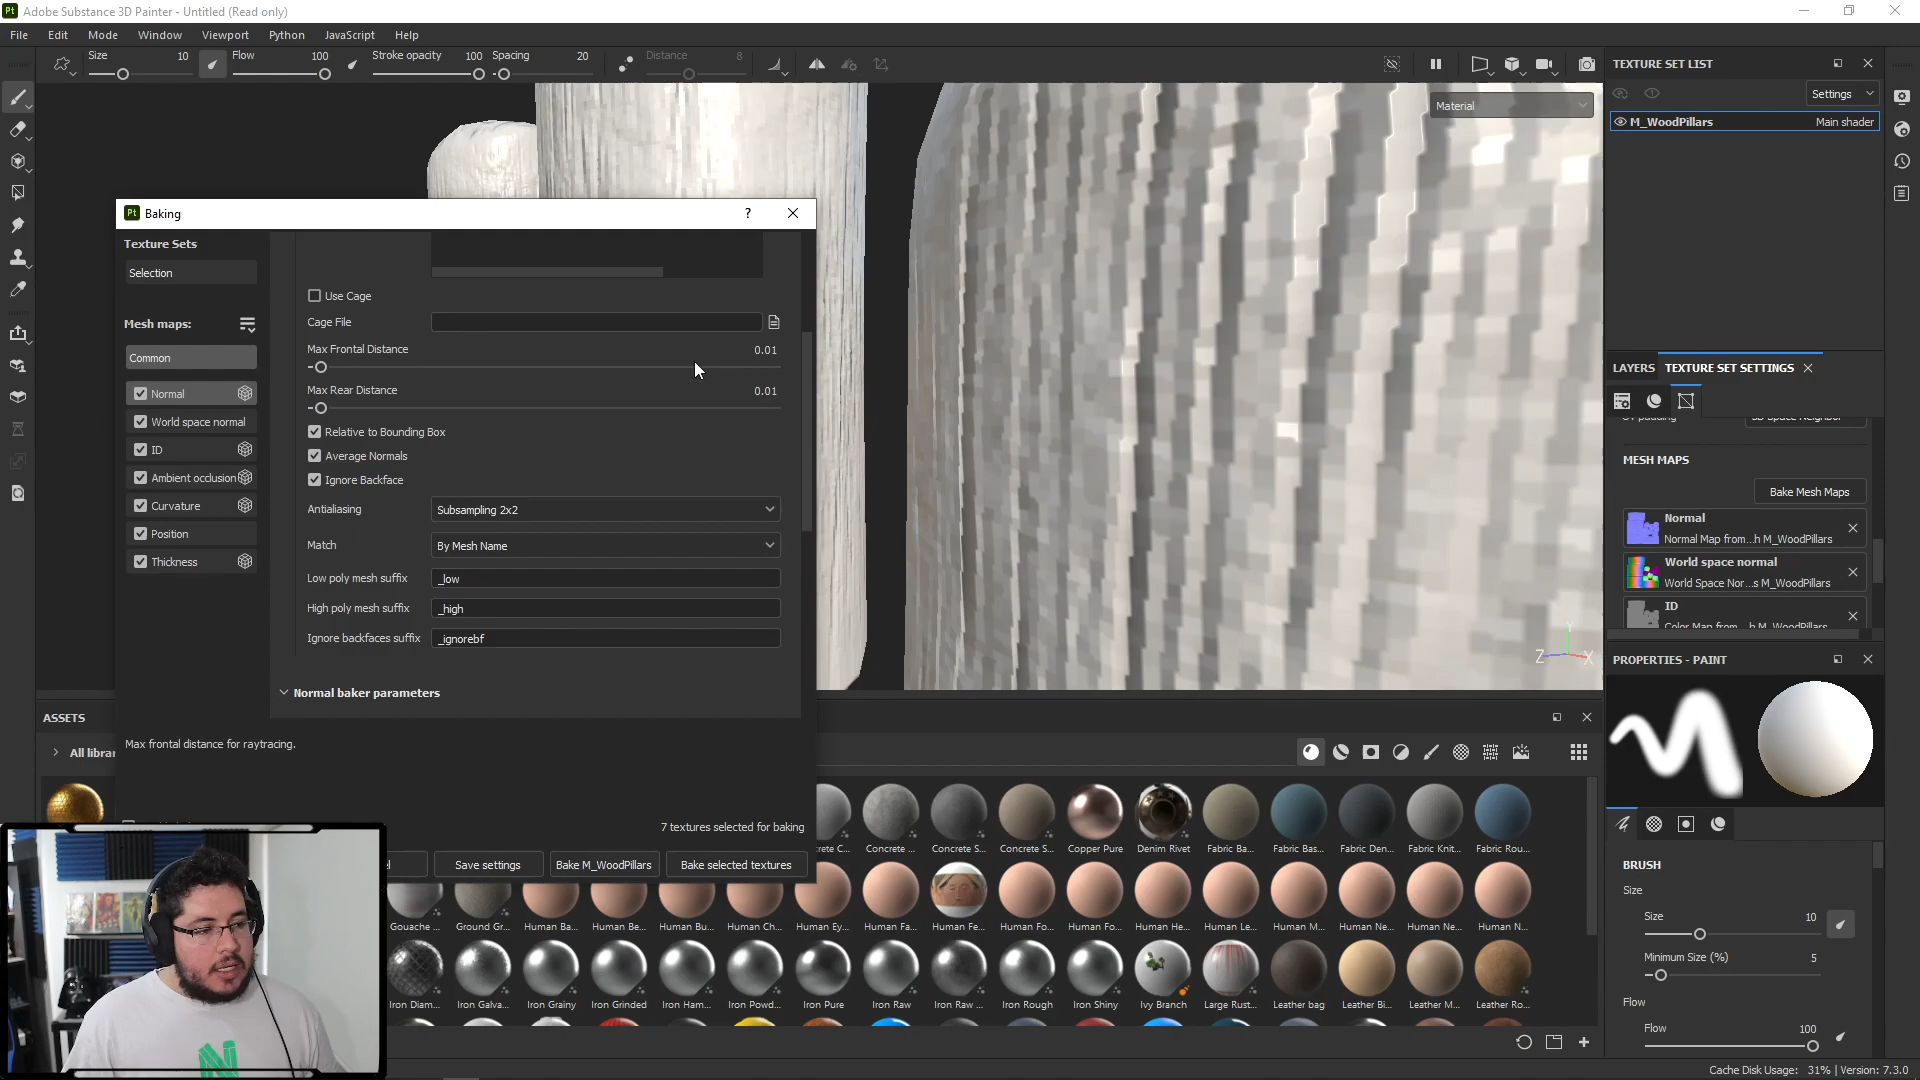 Adobe Substance 3D Painter - Untitled (Read only)
File Edit Mode Window Viewport Python JavaScript Help
Size 10 Flow 100 Stroke opacity 100 Spacing 20 Distance 8
Material
Baking ?
Texture Sets
Selection
Mesh maps:
Common
Normal
World space normal
ID
Ambient occlusion
Curvature
Position
Thickness
Use Cage
Cage File
Max Frontal Distance 0.01
Max Rear Distance 0.01
Relative to Bounding Box
Average Normals
Ignore Backface
Antialiasing Subsampling 2x2
Match By Mesh Name
Low poly mesh suffix _low
High poly mesh suffix _high
Ignore backfaces suffix _ignorebf
Normal baker parameters
Max frontal distance for raytracing.
7 textures selected for baking
Save settings Bake M_WoodPillars Bake selected textures
ASSETS
All librar
Concrete ... Concrete S... Concrete S... Copper Pure Denim Rivet Fabric Ba... Fabric Bas... Fabric Den... Fabric Knit... Fabric Rou...
Gouache ... Ground Gr... Human Ba... Human Be... Human Bu... Human Ch... Human Ey... Human Fa... Human Fe... Human Fo... Human Fo... Human He... Human Le... Human M... Human Ne... Human Ne... Human N...
Iron Diam... Iron Galva... Iron Grainy Iron Grinded Iron Ham... Iron Powd... Iron Pure Iron Raw Iron Raw ... Iron Rough Iron Shiny Ivy Branch Large Rust... Leather bag Leather Bi... Leather M... Leather Ro...
TEXTURE SET LIST
Settings
M_WoodPillars Main shader
LAYERS TEXTURE SET SETTINGS
MESH MAPS
Bake Mesh Maps
Normal
Normal Map from...h M_WoodPillars
World space normal
World Space Nor...s M_WoodPillars
ID
Color Map from...h M_WoodPillars
PROPERTIES - PAINT
BRUSH
Size
Size 10
Minimum Size (%) 5
Flow
Flow 100
Y
Z X
Cache Disk Usage: 31% | Version: 7.3.0